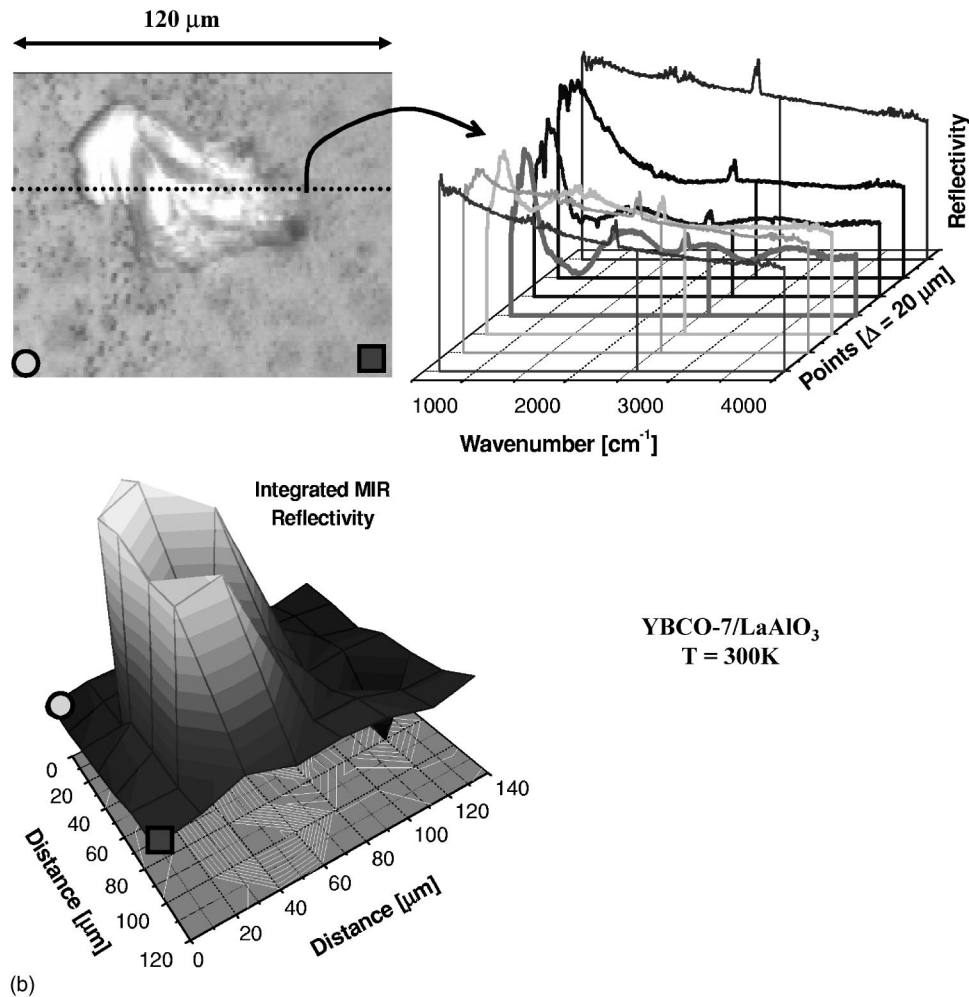 120 μm
Reflectivity
Points [Δ = 20 μm]
1000 2000 3000 4000
Wavenumber [cm⁻¹]
Integrated MIR
Reflectivity
YBCO-7/LaAlO₃
T = 300K
0
20
40
60
80
100
120
Distance [μm]
0
20
40
60
80
100
120
140
Distance [μm]
(b)